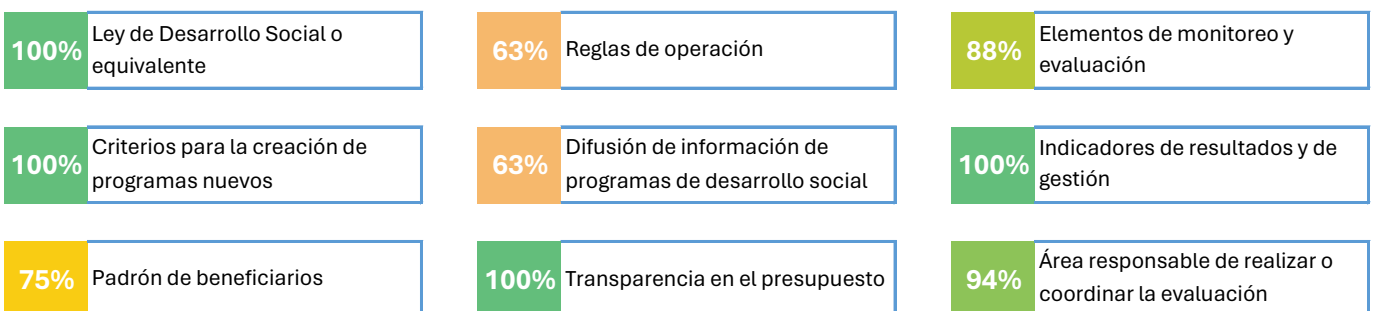 100%
Ley de Desarrollo Social o
equivalente
63%
Reglas de operación
88%
Elementos de monitoreo y
evaluación
100%
Criterios para la creación de
programas nuevos
63%
Difusión de información de
programas de desarrollo social
100%
Indicadores de resultados y de
gestión
75%
Padrón de beneficiarios
100%
Transparencia en el presupuesto
94%
Área responsable de realizar o
coordinar la evaluación